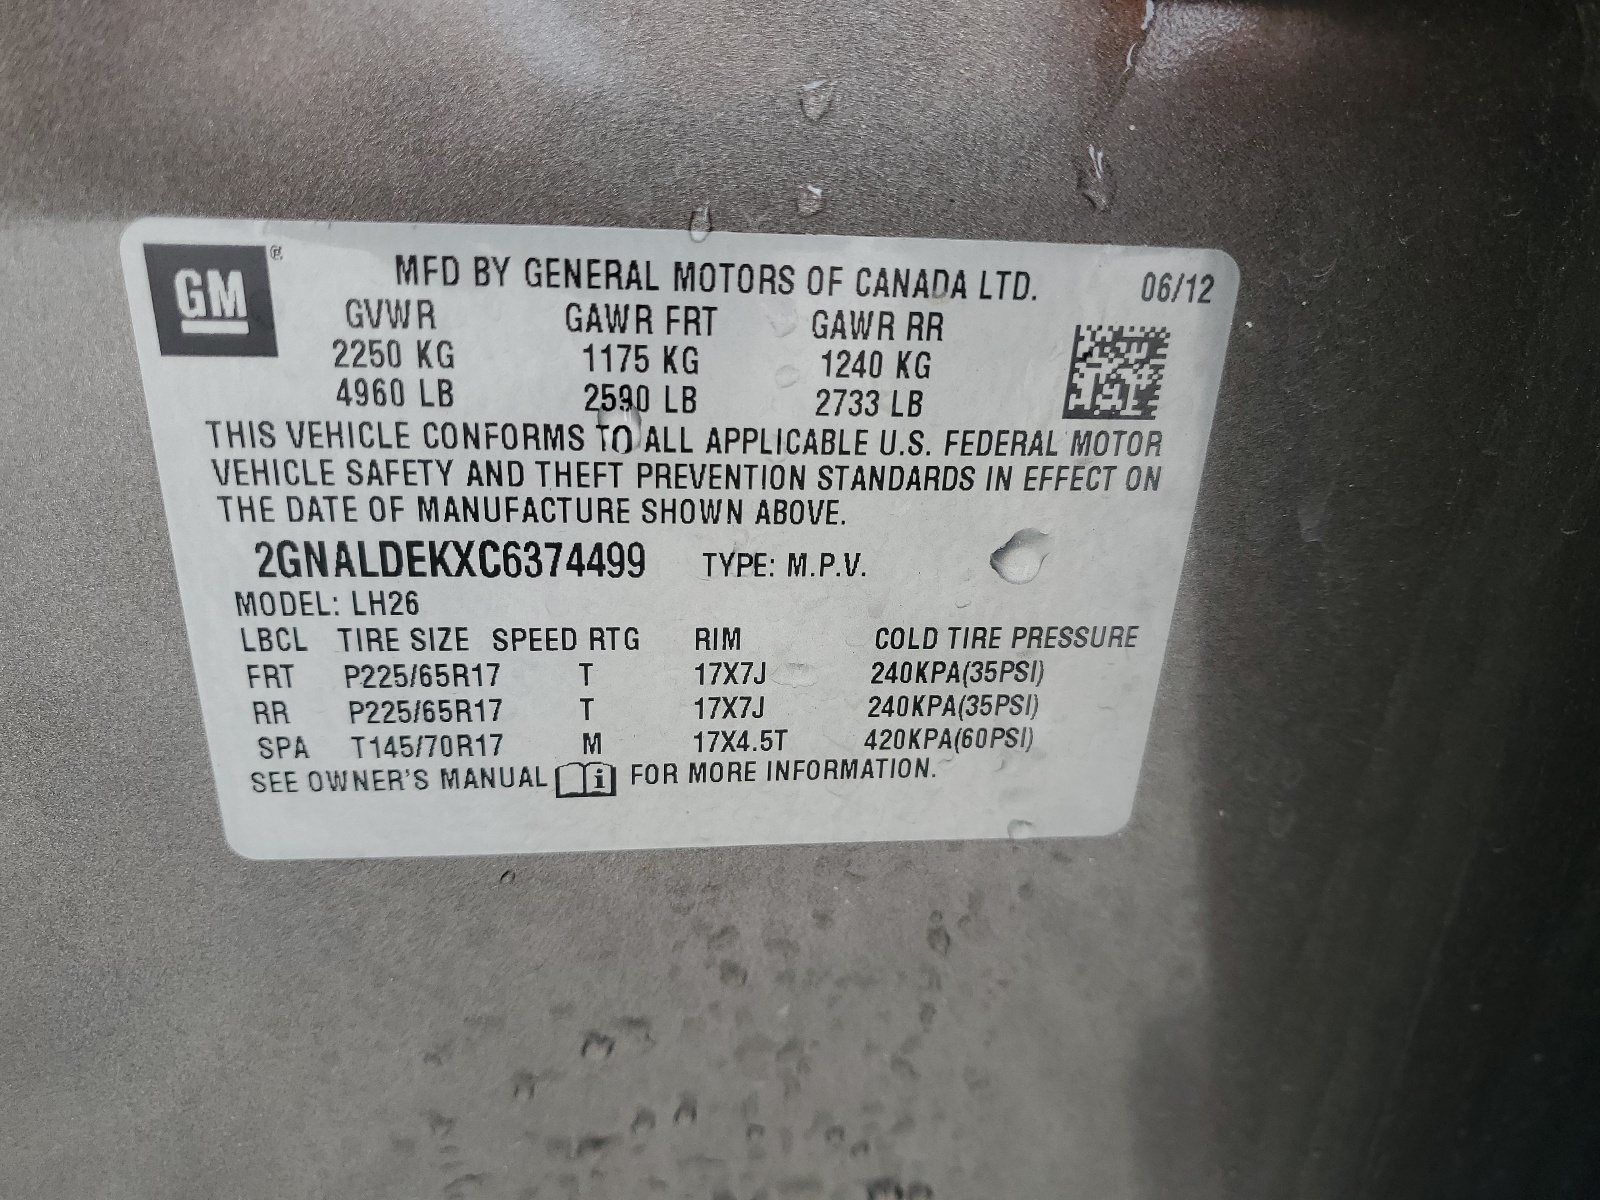 GM®
MFD BY GENERAL MOTORS OF CANADA LTD. 06/12
GVWR GAWR FRT GAWR RR
2250 KG 1175 KG 1240 KG
4960 LB 2590 LB 2733 LB
THIS VEHICLE CONFORMS TO ALL APPLICABLE U.S. FEDERAL MOTOR
VEHICLE SAFETY AND THEFT PREVENTION STANDARDS IN EFFECT ON
THE DATE OF MANUFACTURE SHOWN ABOVE.
2GNALDEKXC6374499 TYPE: M.P.V.
MODEL: LH26
LBCL TIRE SIZE SPEED RTG RIM COLD TIRE PRESSURE
FRT P225/65R17 T 17X7J 240KPA(35PSI)
RR P225/65R17 T 17X7J 240KPA(35PSI)
SPA T145/70R17 M 17X4.5T 420KPA(60PSI)
SEE OWNER'S MANUAL i FOR MORE INFORMATION.